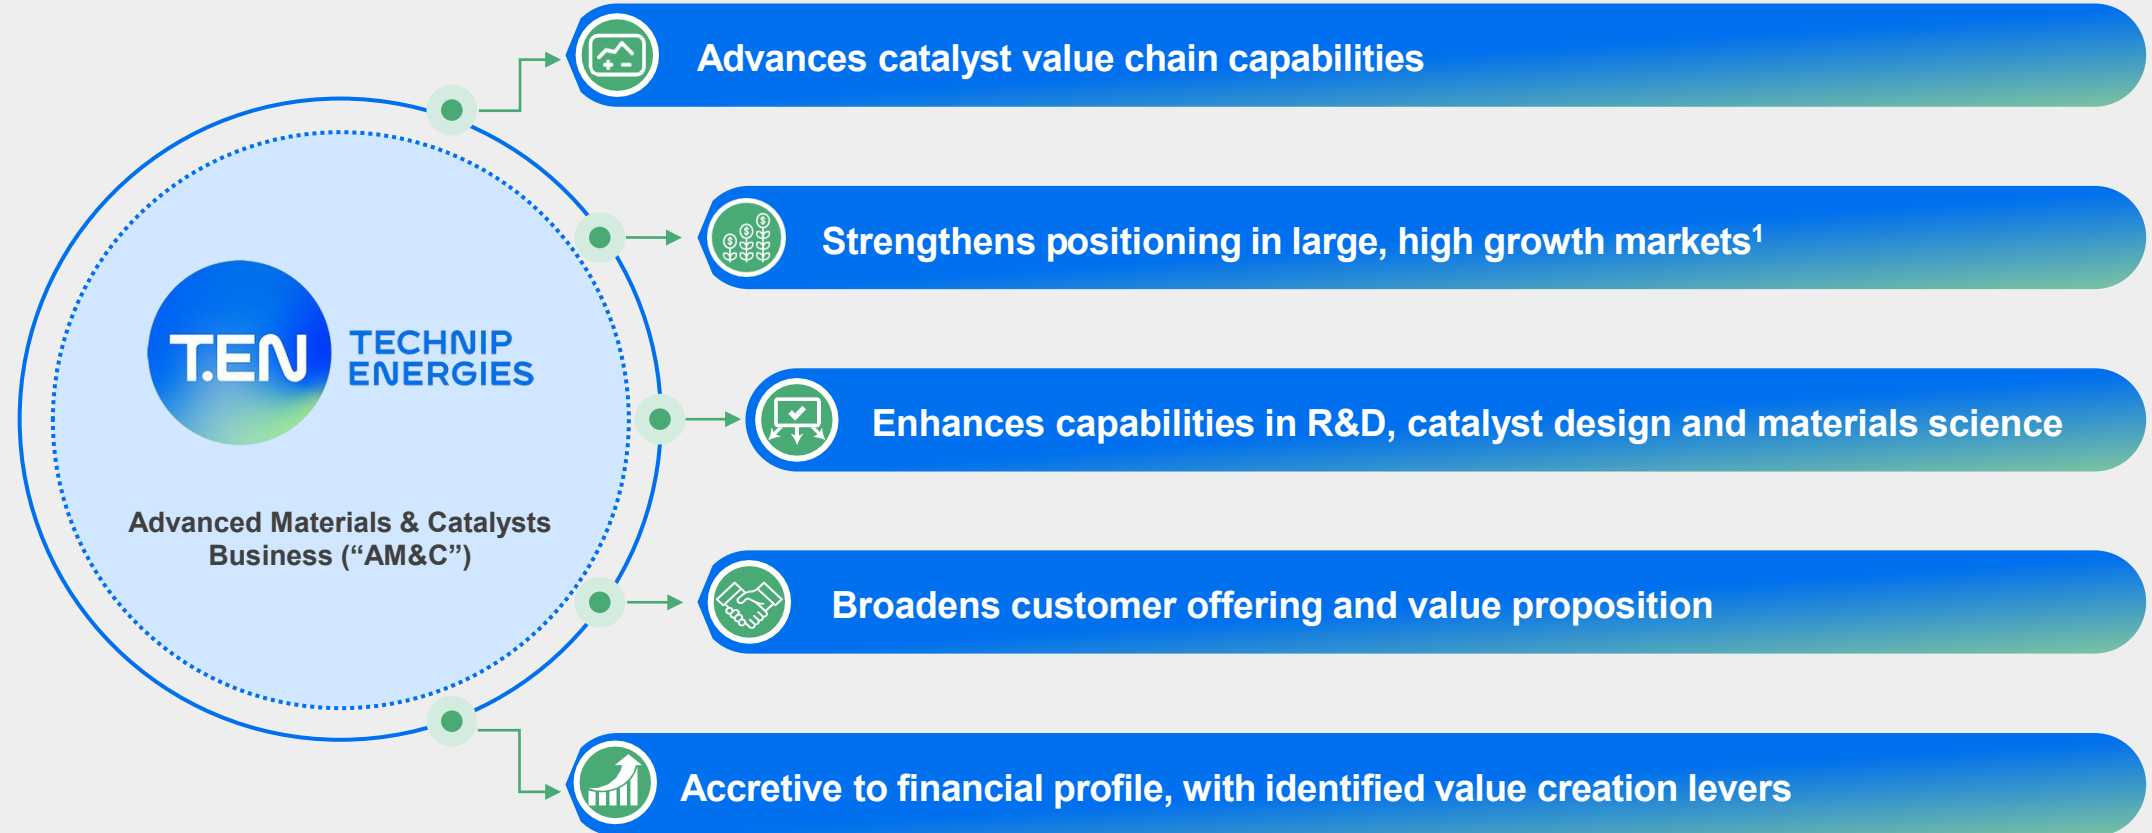 Advances catalyst value chain capabilities
Strengthens positioning in large, high growth markets¹
T.EN
TECHNIP
ENERGIES
Enhances capabilities in R&D, catalyst design and materials science
Advanced Materials & Catalysts
Business (“AM&C”)
Broadens customer offering and value proposition
Accretive to financial profile, with identified value creation levers